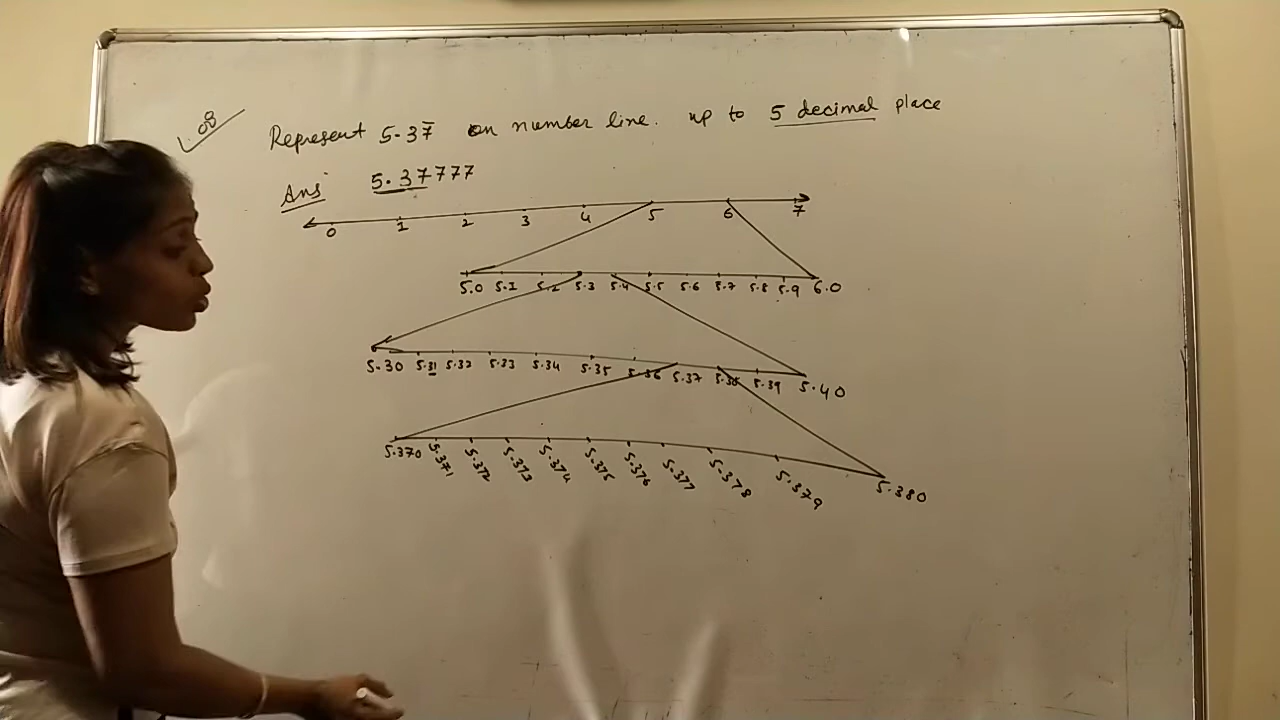 08
Represent 5.37̅ on number line. up to 5 decimal place
Ans 5.37777
0 1 2 3 4 5 6 7
5.0 5.1 5.2 5.3 5.4 5.5 5.6 5.7 5.8 5.9 6.0
5.30 5.31 5.32 5.33 5.34 5.35 5.36 5.37 5.38 5.39 5.40
5.370 5.371 5.372 5.373 5.374 5.375 5.376 5.377 5.378 5.379 5.380